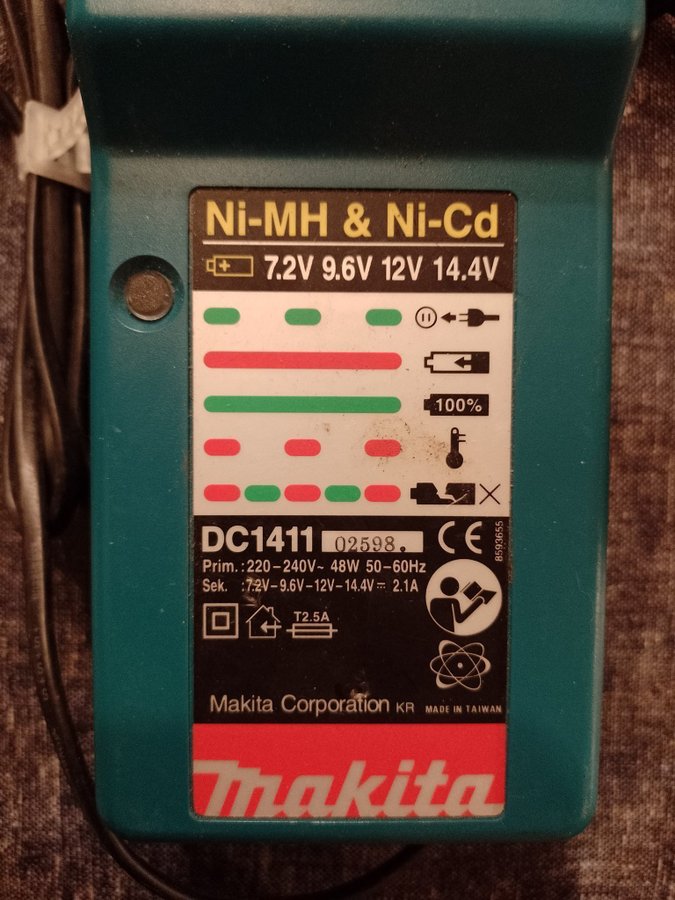 Ni-MH & Ni-Cd
7.2V 9.6V 12V 14.4V
100%
DC1411 02598.
CE
8593655
Prim.:220-240V~ 48W 50-60Hz
Sek. :7.2V-9.6V-12V-14.4V⎓ 2.1A
T2.5A
Makita Corporation KR MADE IN TAIWAN
makita